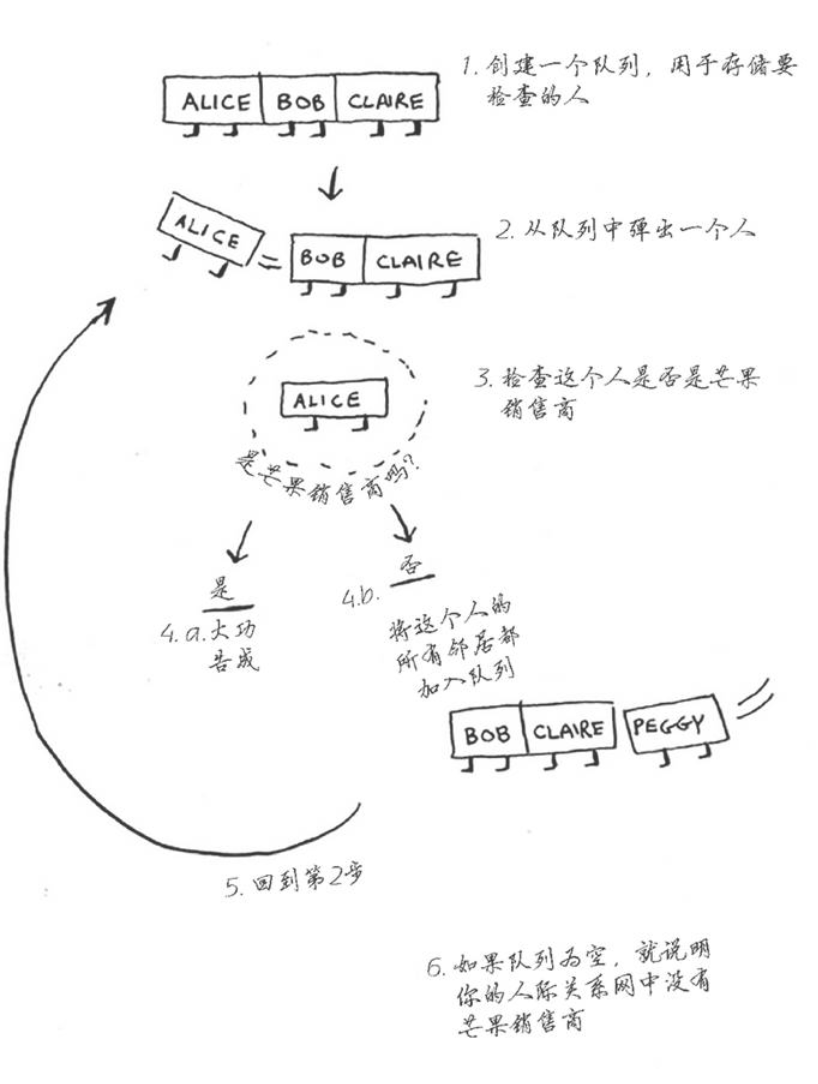 1. 创建一个队列，用于存储要
检查的人
ALICE BOB CLAIRE
2. 从队列中弹出一个人
ALICE BOB CLAIRE
3. 检查这个人是否是芒果
销售商
ALICE
是芒果销售商吗？
是
4.a. 大功
告成
否
4.b.
将这个人的
所有邻居都
加入队列
BOB CLAIRE PEGGY
5. 回到第2步
6. 如果队列为空，就说明
你的人际关系网中没有
芒果销售商